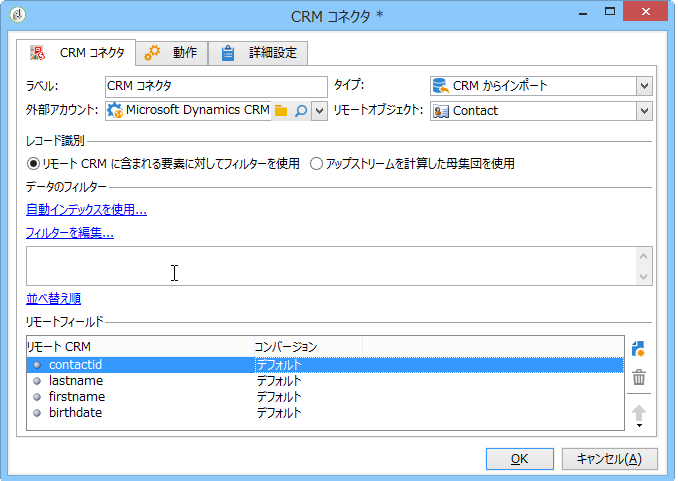 CRM コネクタ *
CRM コネクタ 動作 詳細設定
ラベル: CRM コネクタ タイプ: CRM からインポート
外部アカウント: Microsoft Dynamics CRM リモートオブジェクト: Contact
レコード識別
リモート CRM に含まれる要素に対してフィルターを使用 アップストリームを計算した母集団を使用
データのフィルター
自動インデックスを使用...
フィルターを編集...
並べ替え順
リモートフィールド
リモート CRM コンバージョン
contactid デフォルト
lastname デフォルト
firstname デフォルト
birthdate デフォルト
OK キャンセル(A)